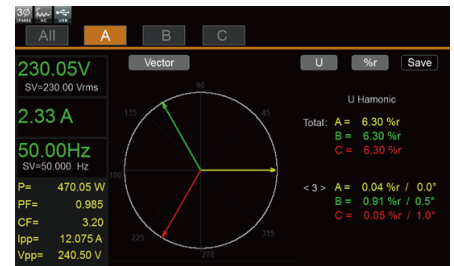 3Ø AC USB
All A B C
230.05V
SV=230.00 Vrms
2.33 A
50.00Hz
SV=50.000 Hz
P= 470.05 W
PF= 0.985
CF= 3.20
Ipp= 12.075 A
Vpp= 240.50 V
Vector
90
135 45
180
225 315
270
U %r Save
U Hamonic
Total: A = 6.30 %r
B = 6.30 %r
C = 6.30 %r
< 3 > A = 0.04 %r / 0.0°
B = 0.91 %r / 0.5°
C = 0.05 %r / 1.0°